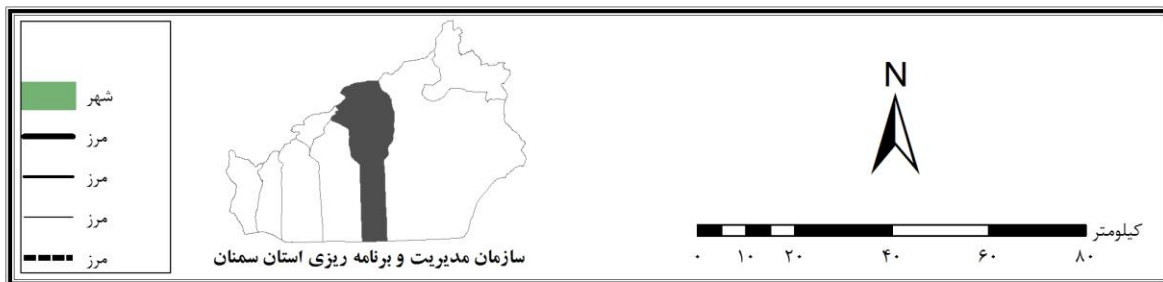 شهر
مرز
مرز
مرز
مرز
سازمان مدیریت و برنامه ریزی استان سمنان
N
کیلومتر
۰ ۱۰ ۲۰ ۴۰ ۶۰ ۸۰